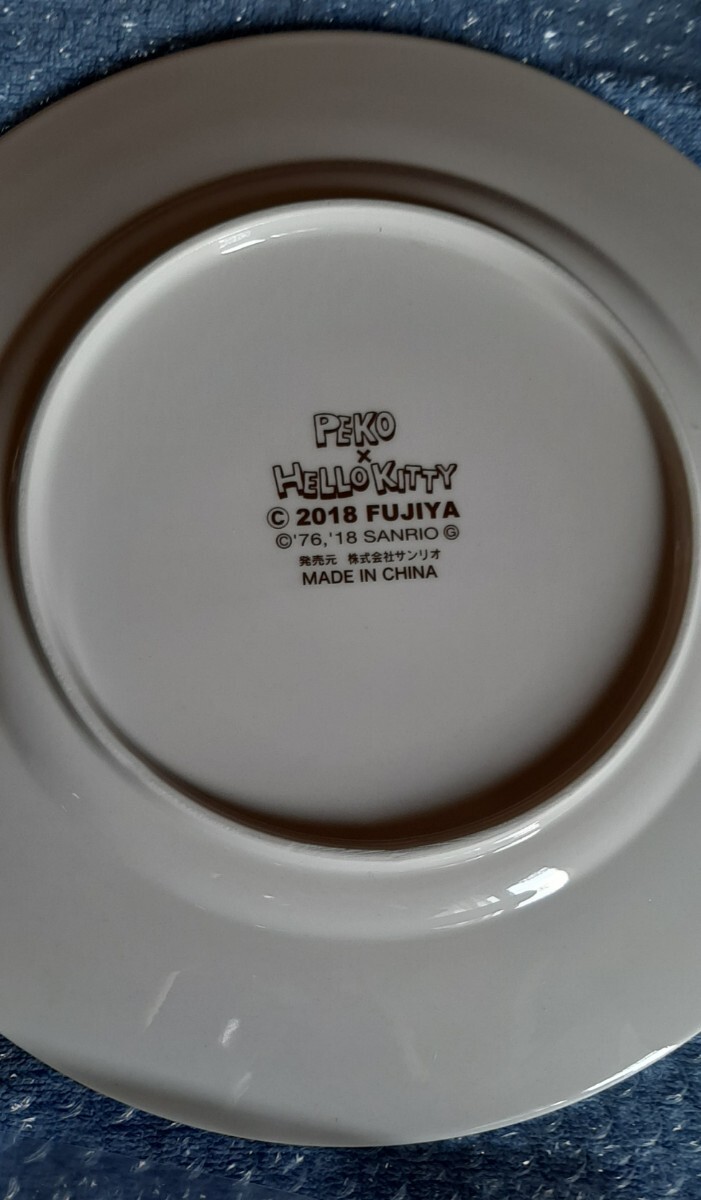 PEKO
×
HELLO KITTY
© 2018 FUJIYA
©'76,'18 SANRIO Ⓖ
発売元 株式会社サンリオ
MADE IN CHINA